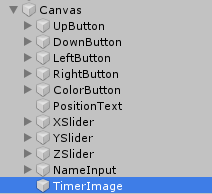 Canvas
UpButton
DownButton
LeftButton
RightButton
ColorButton
PositionText
XSlider
YSlider
ZSlider
NameInput
TimerImage